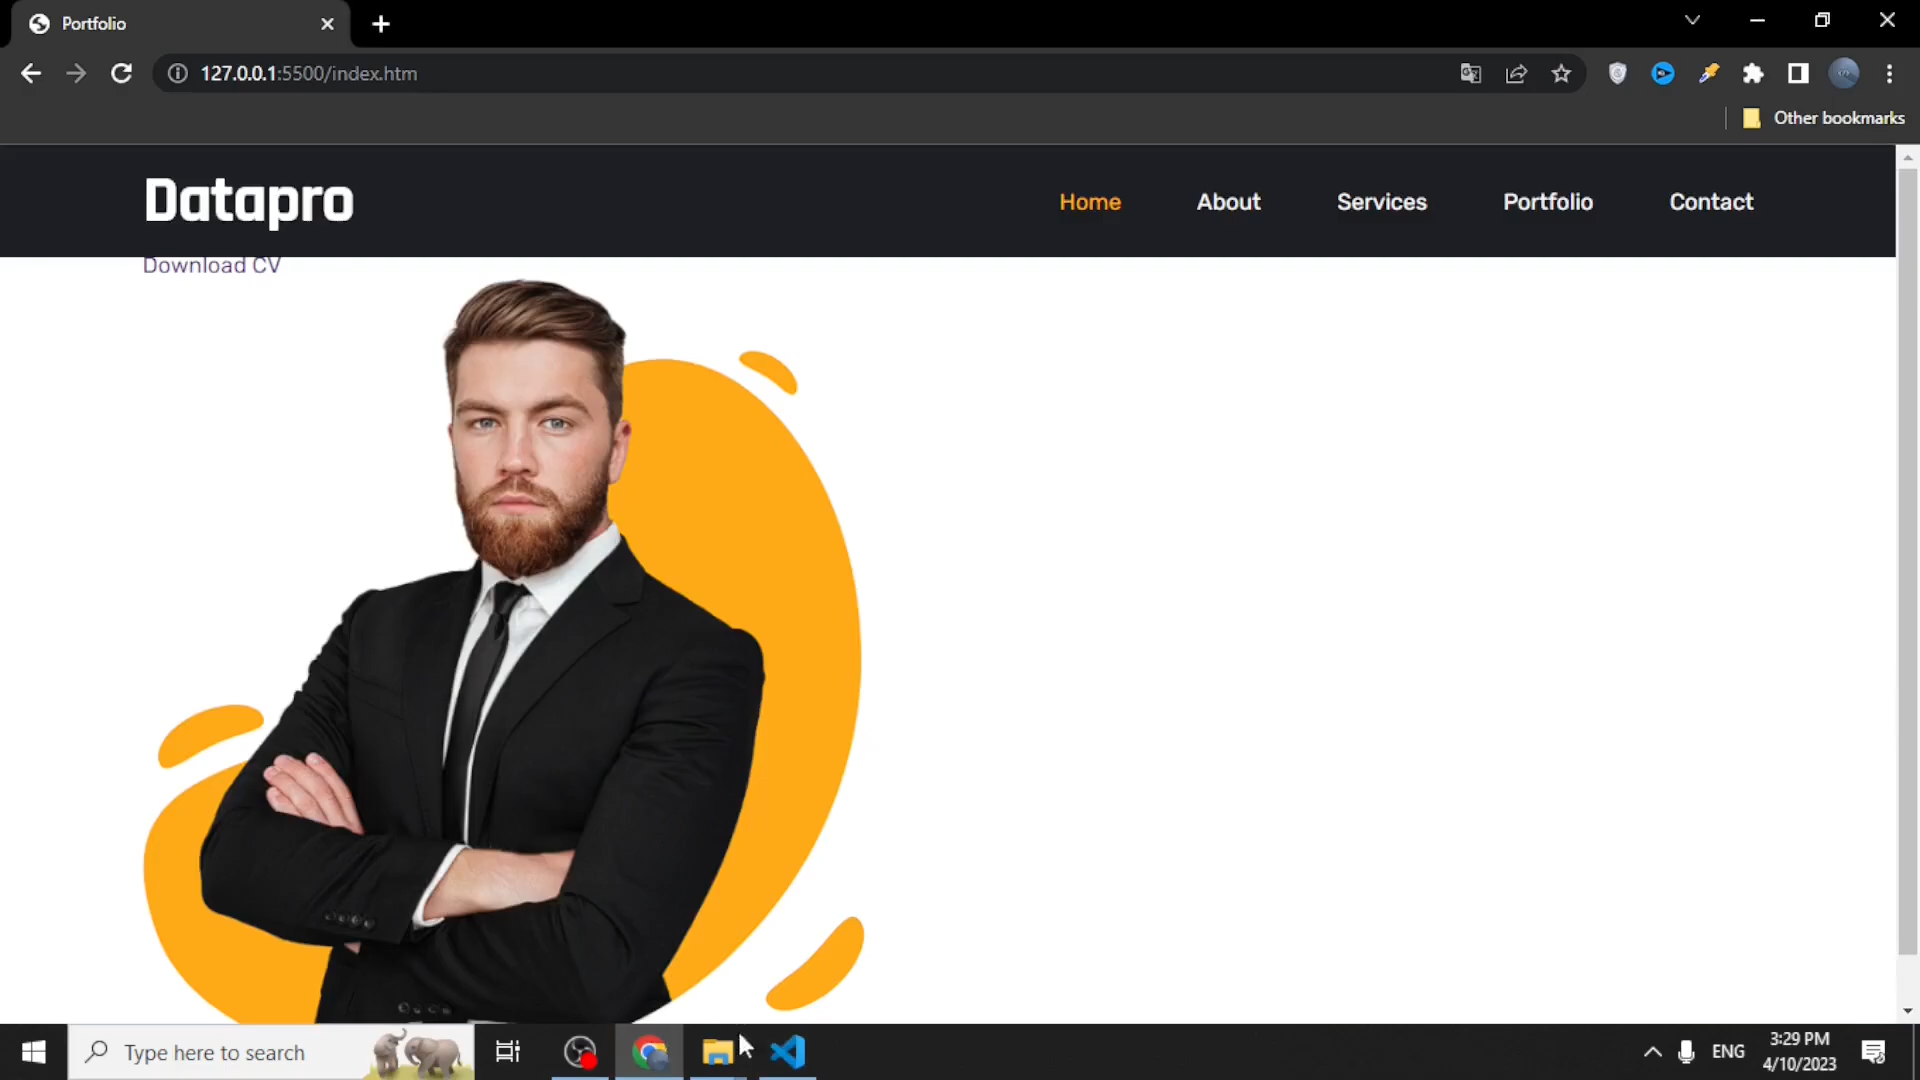 Portfolio
127.0.0.1:5500/index.htm
Other bookmarks
Datapro
Home About Services Portfolio Contact
Download CV
Type here to search
ENG
3:29 PM
4/10/2023